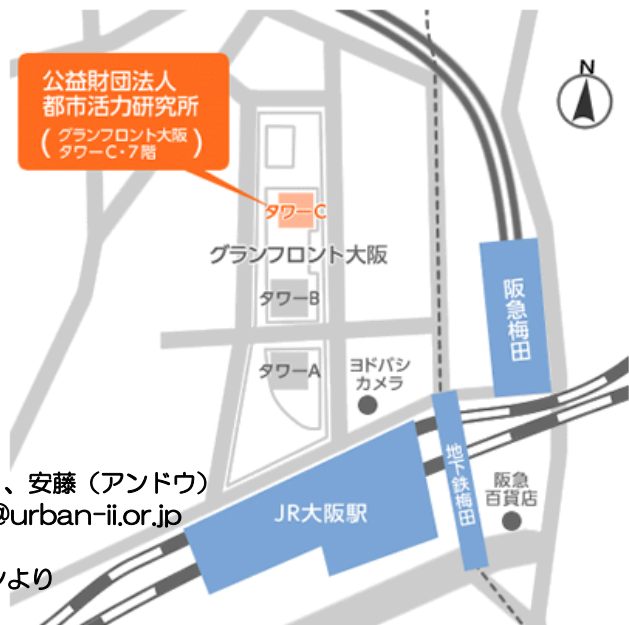 N
公益財団法人
都市活力研究所
(グランフロント大阪
タワーC・7階)
タワーC
グランフロント大阪
タワーB
阪急梅田
タワーA
ヨドバシ
カメラ
地下鉄梅田
、安藤（アンドウ）
阪急
百貨店
JR大阪駅
@urban-ii.or.jp
より